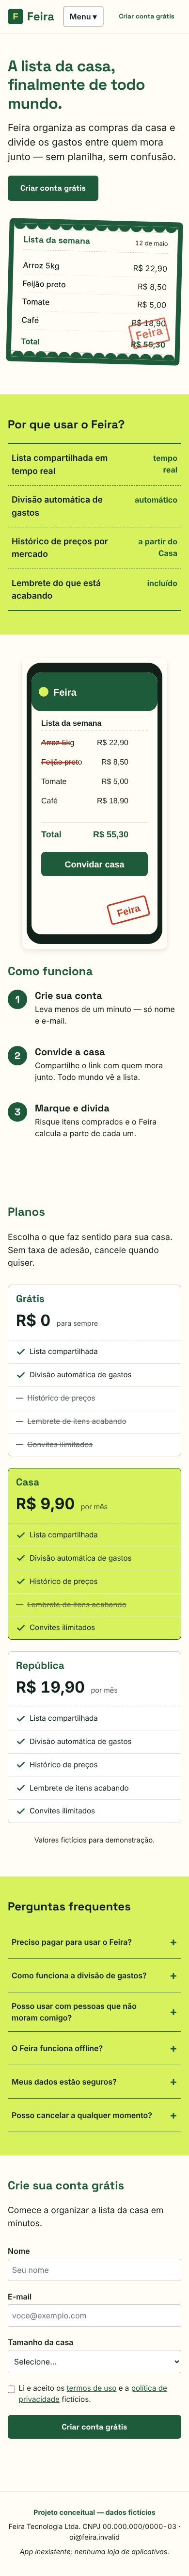 F Feira Menu ▾ Criar conta grátis
A lista da casa,
finalmente de todo
mundo.
Feira organiza as compras da casa e
divide os gastos entre quem mora
junto — sem planilha, sem confusão.
Criar conta grátis
Lista da semana 12 de maio
Arroz 5kg R$ 22,90
Feijão preto R$ 8,50
Tomate R$ 5,00
Café R$ 18,90
Feira
Total R$ 55,30
Por que usar o Feira?
Lista compartilhada em tempo
tempo real real
Divisão automática de automático
gastos
Histórico de preços por a partir do
mercado Casa
Lembrete do que está incluído
acabando
Feira
Lista da semana
Arroz 5kg R$ 22,90
Feijão preto R$ 8,50
Tomate R$ 5,00
Café R$ 18,90
Total R$ 55,30
Convidar casa
Feira
Como funciona
1 Crie sua conta
Leva menos de um minuto — só nome
e e-mail.
2 Convide a casa
Compartilhe o link com quem mora
junto. Todo mundo vê a lista.
3 Marque e divida
Risque itens comprados e o Feira
calcula a parte de cada um.
Planos
Escolha o que faz sentido para sua casa.
Sem taxa de adesão, cancele quando
quiser.
Grátis
R$ 0 para sempre
Lista compartilhada
Divisão automática de gastos
— Histórico de preços
— Lembrete de itens acabando
— Convites ilimitados
Casa
R$ 9,90 por mês
Lista compartilhada
Divisão automática de gastos
Histórico de preços
— Lembrete de itens acabando
Convites ilimitados
República
R$ 19,90 por mês
Lista compartilhada
Divisão automática de gastos
Histórico de preços
Lembrete de itens acabando
Convites ilimitados
Valores fictícios para demonstração.
Perguntas frequentes
Preciso pagar para usar o Feira? +
Como funciona a divisão de gastos? +
Posso usar com pessoas que não +
moram comigo?
O Feira funciona offline? +
Meus dados estão seguros? +
Posso cancelar a qualquer momento? +
Crie sua conta grátis
Comece a organizar a lista da casa em
minutos.
Nome
Seu nome
E-mail
voce@exemplo.com
Tamanho da casa
Selecione...
Li e aceito os termos de uso e a política de
privacidade fictícios.
Criar conta grátis
Projeto conceitual — dados fictícios
Feira Tecnologia Ltda. CNPJ 00.000.000/0000-03 ·
oi@feira.invalid
App inexistente; nenhuma loja de aplicativos.